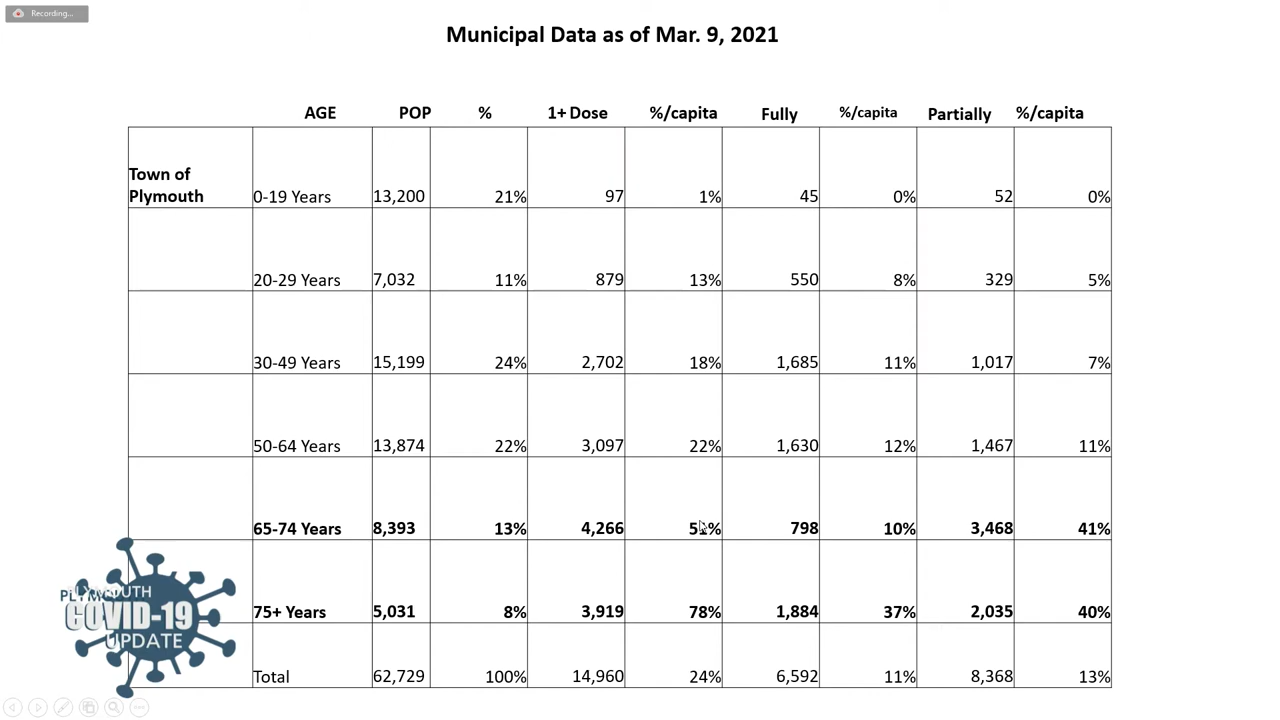 Recording...
Municipal Data as of Mar. 9, 2021
AGE POP % 1+ Dose %/capita Fully %/capita Partially %/capita
Town of
Plymouth 0-19 Years 13,200 21% 97 1% 45 0% 52 0%
20-29 Years 7,032 11% 879 13% 550 8% 329 5%
30-49 Years 15,199 24% 2,702 18% 1,685 11% 1,017 7%
50-64 Years 13,874 22% 3,097 22% 1,630 12% 1,467 11%
65-74 Years 8,393 13% 4,266 798 10% 3,468 41%
75+ Years 5,031 8% 3,919 78% 1,884 37% 2,035 40%
Total 62,729 100% 14,960 24% 6,592 11% 8,368 13%
PLYMOUTH
COVID-19
UPDATE